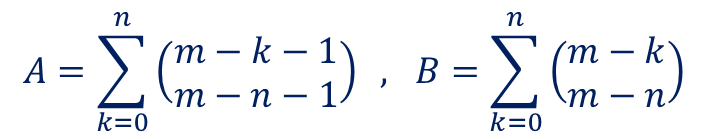 A = \sum_{k=0}^{n} \binom{m-k-1}{m-n-1} , B = \sum_{k=0}^{n} \binom{m-k}{m-n}